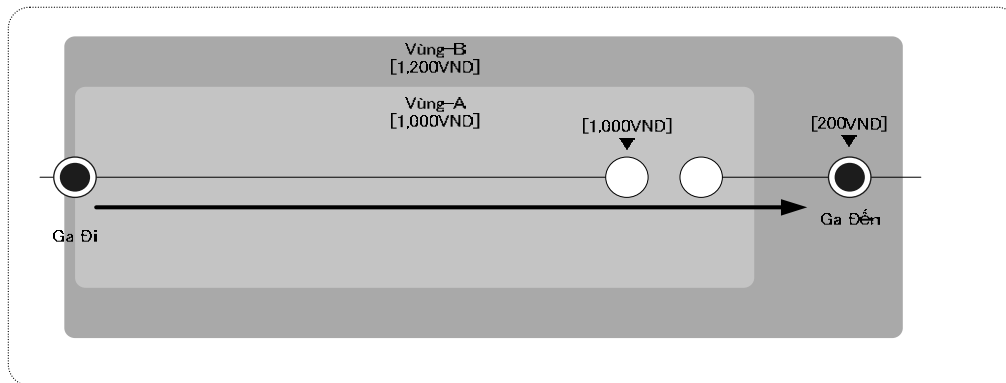 Vùng-B
[1,200VND]
Vùng-A
[1,000VND]
[1,000VND]
[200VND]
Ga Đi
Ga Đến